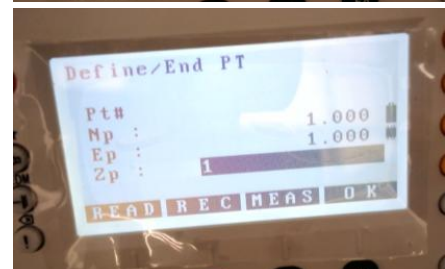 Define/End PT
Pt#
Np : 1.000
Ep : 1.000
Zp : 1
READ REC MEAS OK